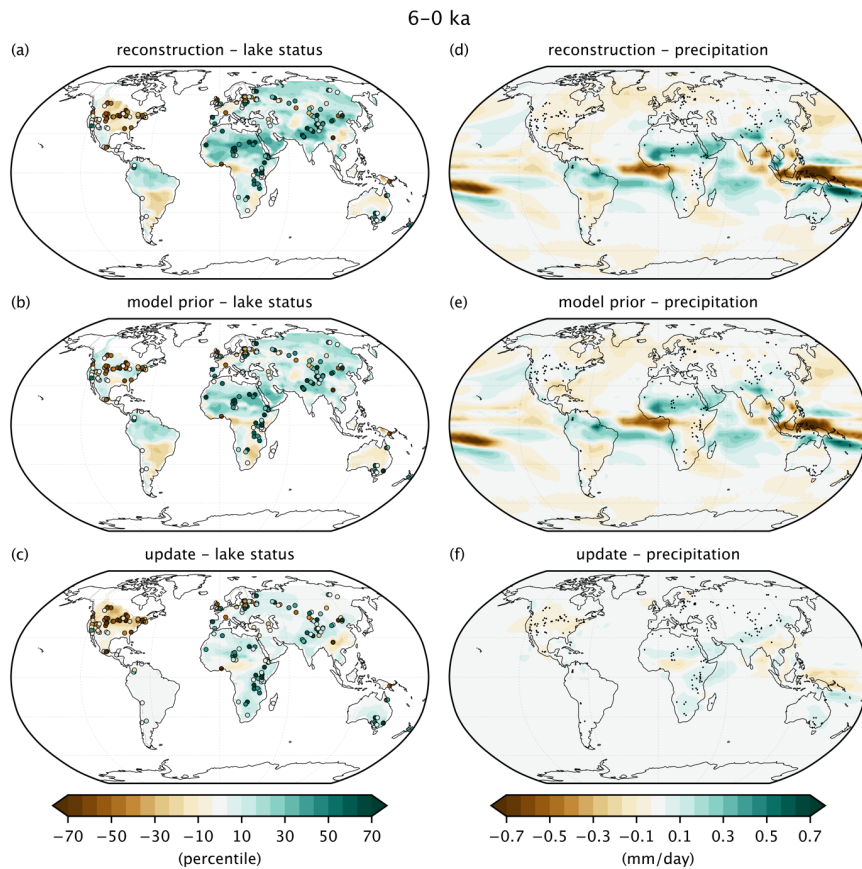 6–0 ka
(a) reconstruction – lake status
(d) reconstruction – precipitation
(b) model prior – lake status
(e) model prior – precipitation
(c) update – lake status
(f) update – precipitation
−70 −50 −30 −10 10 30 50 70
(percentile)
−0.7 −0.5 −0.3 −0.1 0.1 0.3 0.5 0.7
(mm/day)